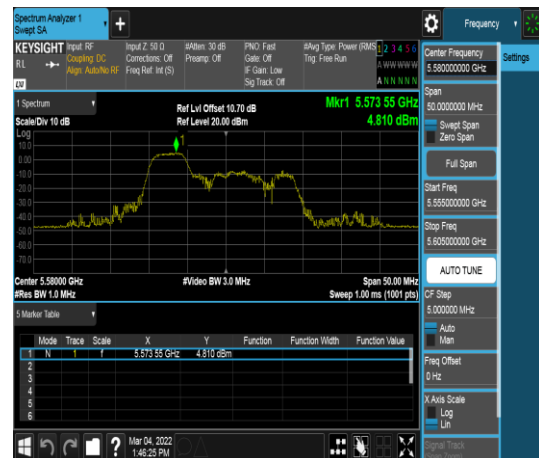 Spectrum Analyzer 1
Swept SA
+
Frequency
KEYSIGHT
RL
Input: RF
Coupling: DC
Align: Auto/No RF
Input Z: 50 Ω
Corrections: Off
Freq Ref: Int (S)
#Atten: 30 dB
Preamp: Off
PNO: Fast
Gate: Off
IF Gain: Low
Sig Track: Off
#Avg Type: Power (RMS
Trig: Free Run
1 2 3 4 5 6
A WW WW W
A N N N N N
LXI
1 Spectrum
Scale/Div 10 dB
Ref Lvl Offset 10.70 dB
Ref Level 20.00 dBm
Mkr1 5.573 55 GHz
4.810 dBm
Log
10.0
0.00
-10.0
-20.0
-30.0
-40.0
-50.0
-60.0
-70.0
1
Center 5.58000 GHz
#Res BW 1.0 MHz
#Video BW 3.0 MHz
Span 50.00 MHz
Sweep 1.00 ms (1001 pts)
5 Marker Table
Mode Trace Scale X Y Function Function Width Function Value
1 N 1 f 5.573 55 GHz 4.810 dBm
2
3
4
5
6
Mar 04, 2022
1:46:25 PM
Settings
Center Frequency
5.580000000 GHz
Span
50.0000000 MHz
Swept Span
Zero Span
Full Span
Start Freq
5.555000000 GHz
Stop Freq
5.605000000 GHz
AUTO TUNE
CF Step
5.000000 MHz
Auto
Man
Freq Offset
0 Hz
X Axis Scale
Log
Lin
Signal Track